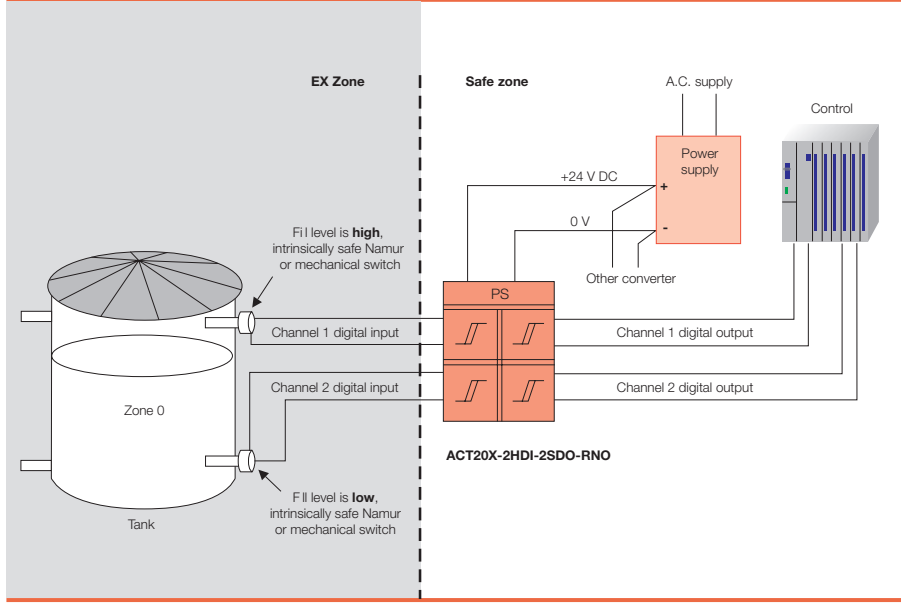 EX Zone
Safe zone
A.C. supply
Control
Power
supply
+24 V DC
+
0 V
-
Fi l level is high,
intrinsically safe Namur
or mechanical switch
Other converter
PS
Channel 1 digital input
Channel 1 digital output
Channel 2 digital input
Channel 2 digital output
Zone 0
ACT20X-2HDI-2SDO-RNO
F ll level is low,
intrinsically safe Namur
or mechanical switch
Tank